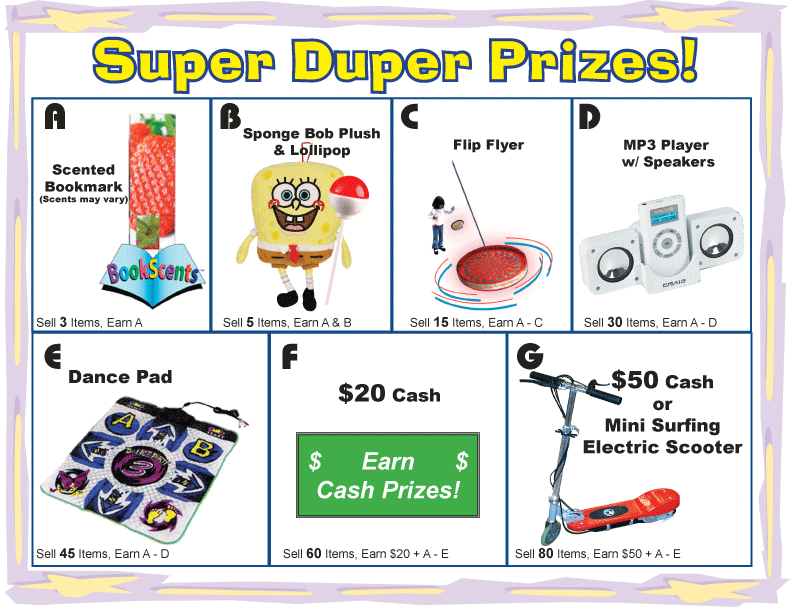 Super Duper Prizes!
A
Scented
Bookmark
(Scents may vary)
BookScents™
Sell 3 Items, Earn A
B
Sponge Bob Plush
& Lollipop
Sell 5 Items, Earn A & B
C
Flip Flyer
Sell 15 Items, Earn A - C
D
MP3 Player
w/ Speakers
CRAIG
Sell 30 Items, Earn A - D
E
Dance Pad
A
B
Sell 45 Items, Earn A - D
F
$20 Cash
$ Earn $
Cash Prizes!
Sell 60 Items, Earn $20 + A - E
G
$50 Cash
or
Mini Surfing
Electric Scooter
Sell 80 Items, Earn $50 + A - E